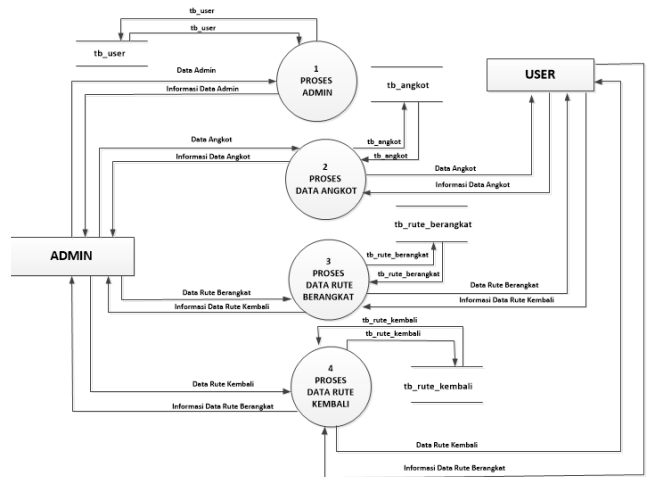 tb_user
tb_user
tb_user
Data Admin
Informasi Data Admin
1
PROSES
ADMIN
tb_angkot
USER
Data Angkot
Informasi Data Angkot
tb_angkot
tb_angkot
2
PROSES
DATA ANGKOT
Data Angkot
Informasi Data Angkot
tb_rute_berangkat
ADMIN
3
PROSES
DATA RUTE
BERANGKAT
tb_rute_berangkat
tb_rute_berangkat
Data Rute Berangkat
Informasi Data Rute Kembali
Data Rute Berangkat
Informasi Data Rute Kembali
tb_rute_kembali
tb_rute_kembali
4
PROSES
DATA RUTE
KEMBALI
tb_rute_kembali
Data Rute Kembali
Informasi Data Rute Berangkat
Data Rute Kembali
Informasi Data Rute Berangkat